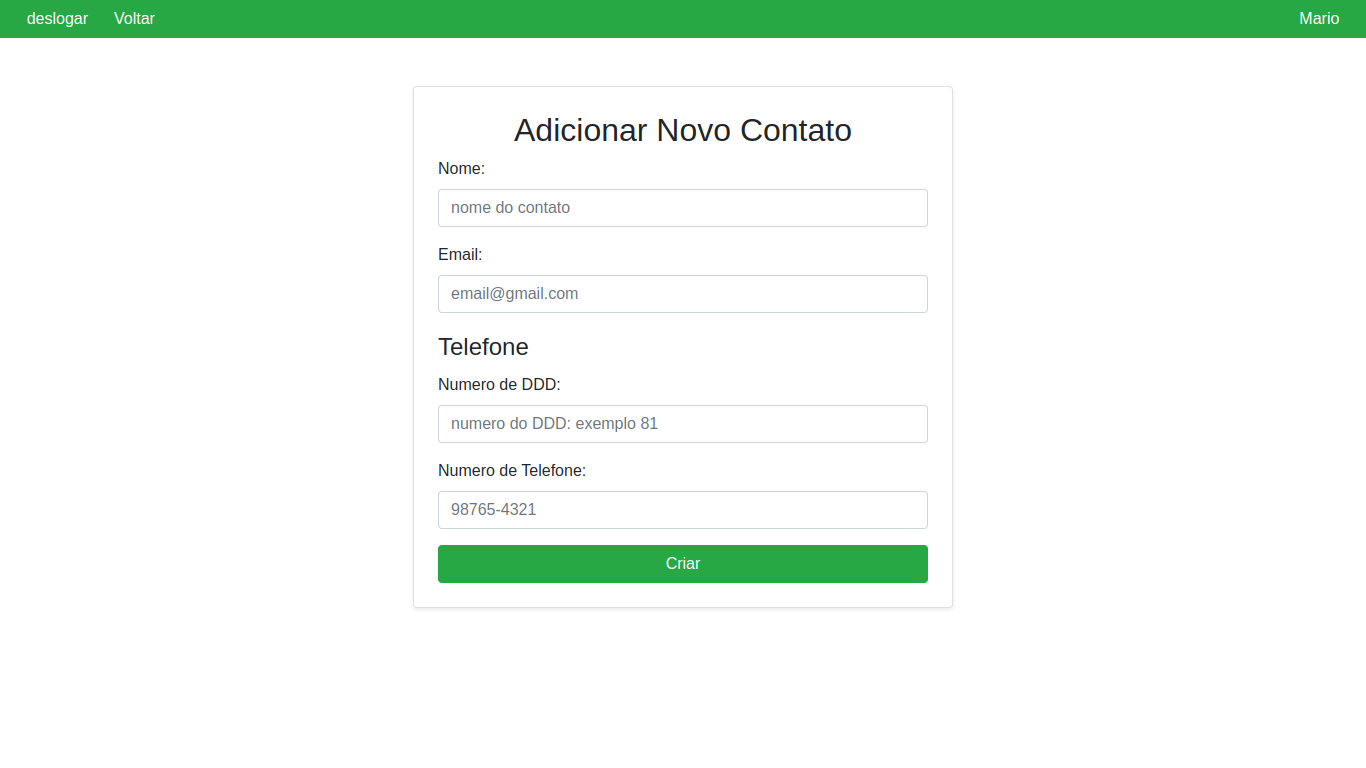 deslogar Voltar Mario
Adicionar Novo Contato
Nome:
nome do contato
Email:
email@gmail.com
Telefone
Numero de DDD:
numero do DDD: exemplo 81
Numero de Telefone:
98765-4321
Criar